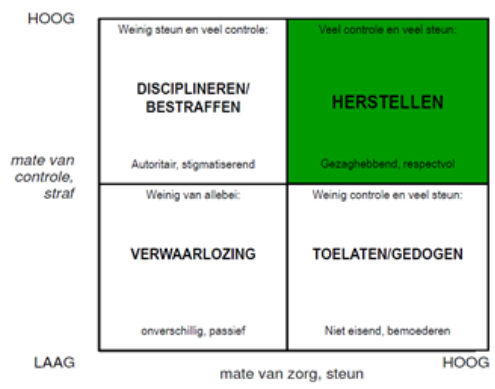 HOOG
Weinig steun en veel controle:
DISCIPLINEREN/
BESTRAFFEN
Autoritair, stigmatiserend
Veel controle en veel steun:
HERSTELLEN
Gezaghebbend, respectvol
mate van
controle,
straf
Weinig van allebei:
VERWAARLOZING
onverschillig, passief
Weinig controle en veel steun:
TOELATEN/GEDOGEN
Niet eisend, bemoederen
LAAG
HOOG
mate van zorg, steun